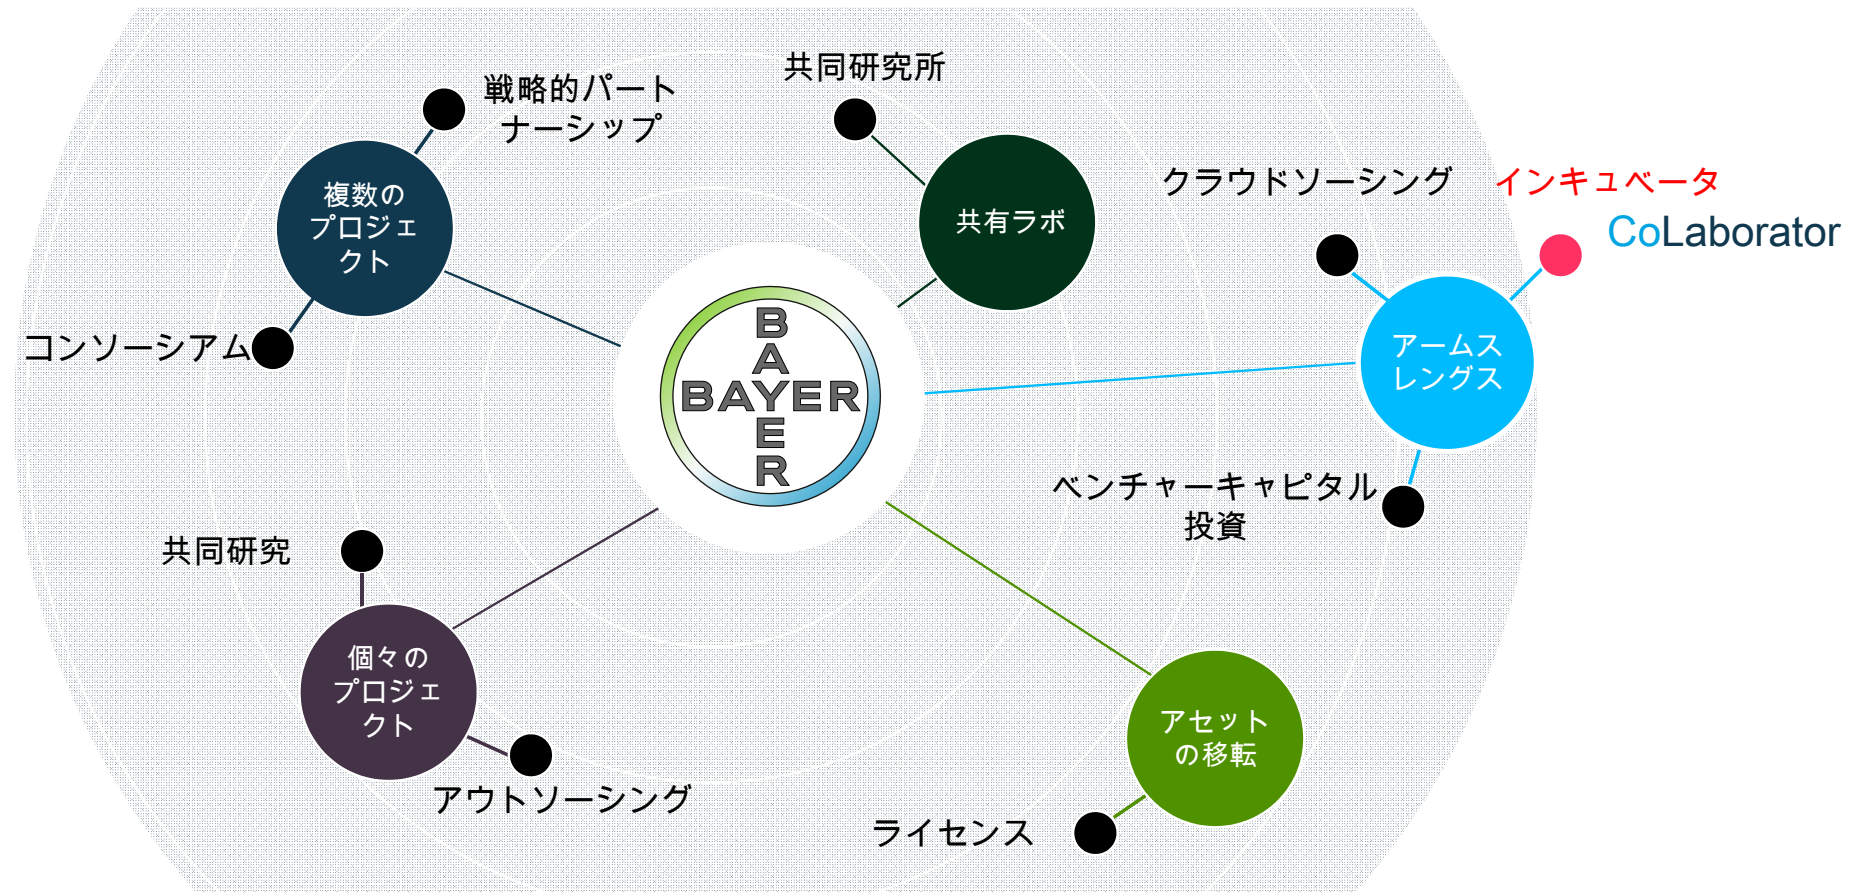 戦略的パート
ナーシップ
共同研究所
複数の
プロジェ
クト
共有ラボ
クラウドソーシング
インキュベータ
CoLaborator
コンソーシアム
BAYER
BAYER
アームス
レングス
ベンチャーキャピタル
投資
共同研究
個々の
プロジェ
クト
アウトソーシング
アセット
の移転
ライセンス